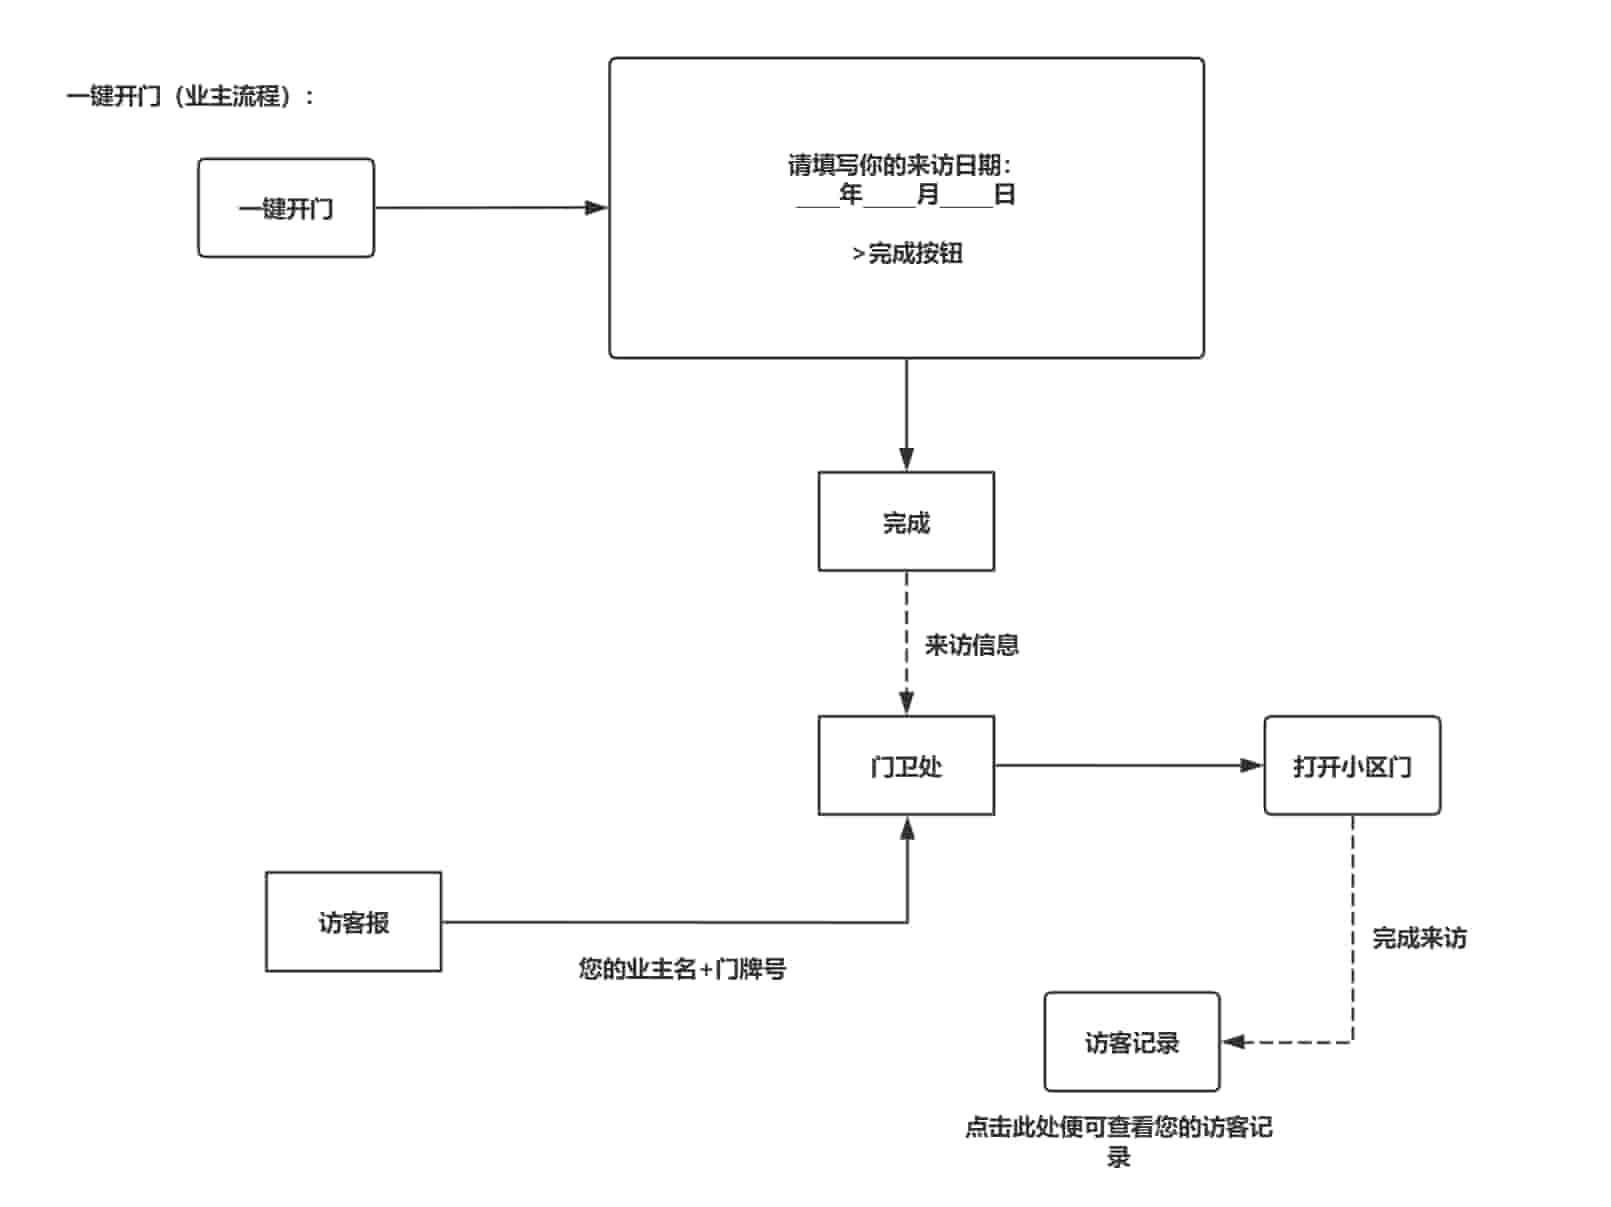 一键开门（业主流程）：
一键开门
请填写你的来访日期：
____年____月____日
>完成按钮
完成
来访信息
门卫处
打开小区门
访客报
您的业主名+门牌号
完成来访
访客记录
点击此处便可查看您的访客记
录